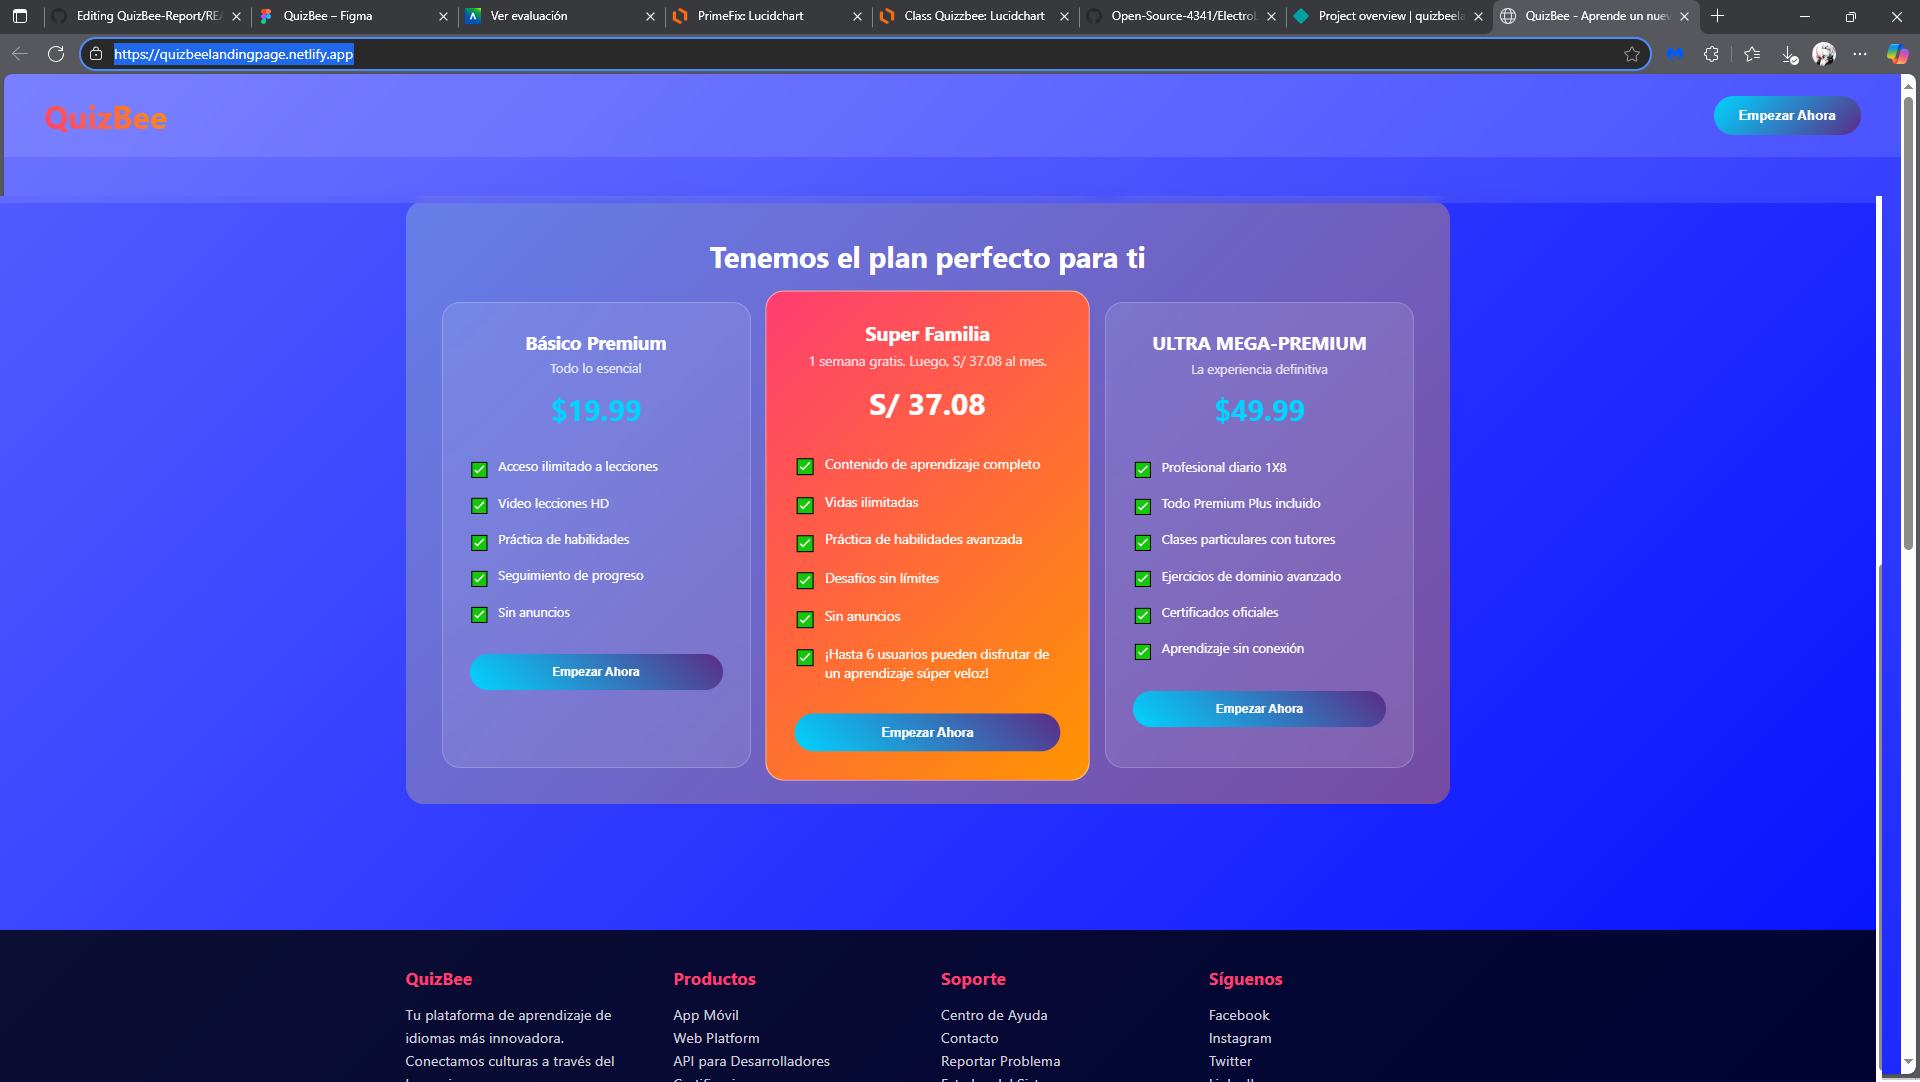 Editing QuizBee-Report/RE
QuizBee – Figma
Ver evaluación
PrimeFix: Lucidchart
Class Quizzbee: Lucidchart
Open-Source-4341/Electro
Project overview | quizbeela
QuizBee - Aprende un nuev
https://quizbeelandingpage.netlify.app
QuizBee
Empezar Ahora
Tenemos el plan perfecto para ti
Básico Premium
Todo lo esencial
$19.99
Acceso ilimitado a lecciones
Video lecciones HD
Práctica de habilidades
Seguimiento de progreso
Sin anuncios
Empezar Ahora
Super Familia
1 semana gratis. Luego, S/ 37.08 al mes.
S/ 37.08
Contenido de aprendizaje completo
Vidas ilimitadas
Práctica de habilidades avanzada
Desafíos sin límites
Sin anuncios
¡Hasta 6 usuarios pueden disfrutar de
un aprendizaje súper veloz!
Empezar Ahora
ULTRA MEGA-PREMIUM
La experiencia definitiva
$49.99
Profesional diario 1X8
Todo Premium Plus incluido
Clases particulares con tutores
Ejercicios de dominio avanzado
Certificados oficiales
Aprendizaje sin conexión
Empezar Ahora
QuizBee
Tu plataforma de aprendizaje de
idiomas más innovadora.
Conectamos culturas a través del
Productos
App Móvil
Web Platform
API para Desarrolladores
Soporte
Centro de Ayuda
Contacto
Reportar Problema
Síguenos
Facebook
Instagram
Twitter